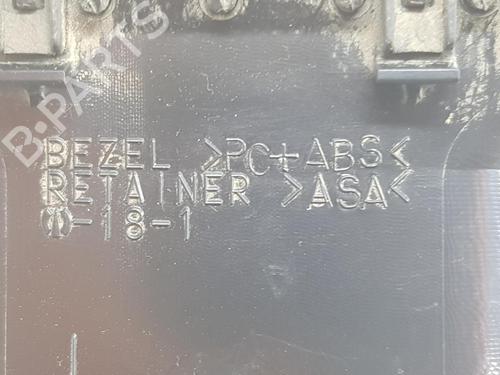 B-PARTS
BEZEL >PC+ABS<
RETAINER >ASA<
-18-1